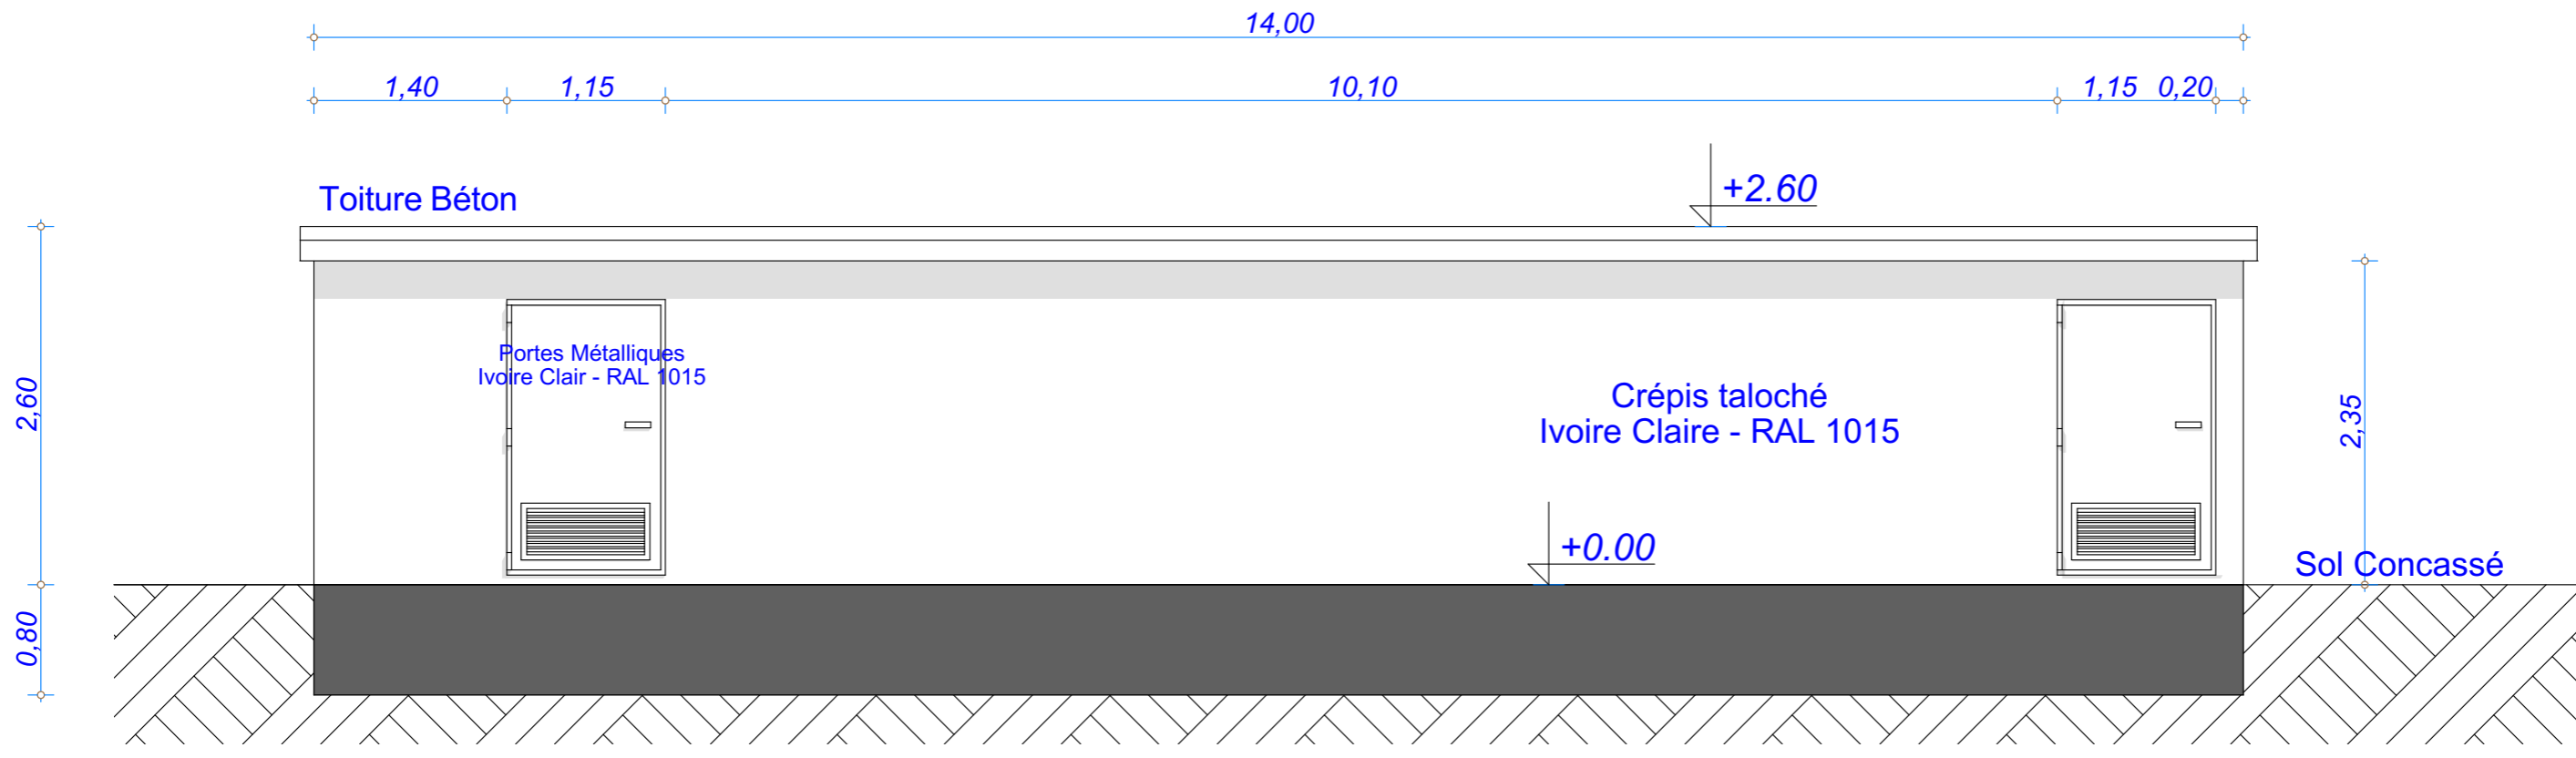 14,00
1,40 1,15 10,10 1,15 0,20
Toiture Béton
+2.60
Portes Métalliques
Ivoire Clair - RAL 1015
2,60
Crépis taloché
Ivoire Claire - RAL 1015
2,35
+0.00
Sol Concassé
0,80